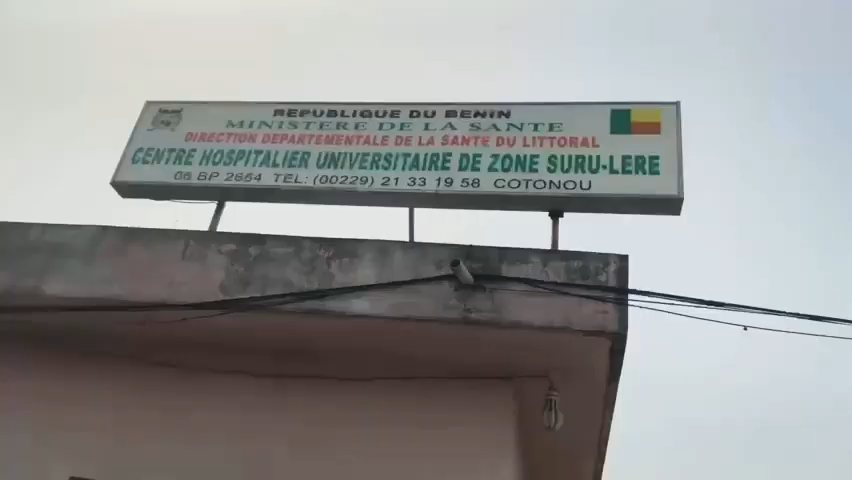 REPUBLIQUE DU BENIN
MINISTERE DE LA SANTE
DIRECTION DEPARTEMENTALE DE LA SANTE DU LITTORAL
CENTRE HOSPITALIER UNIVERSITAIRE DE ZONE SURU-LERE
06 BP 2654 TEL: (00229) 21 33 19 58 COTONOU